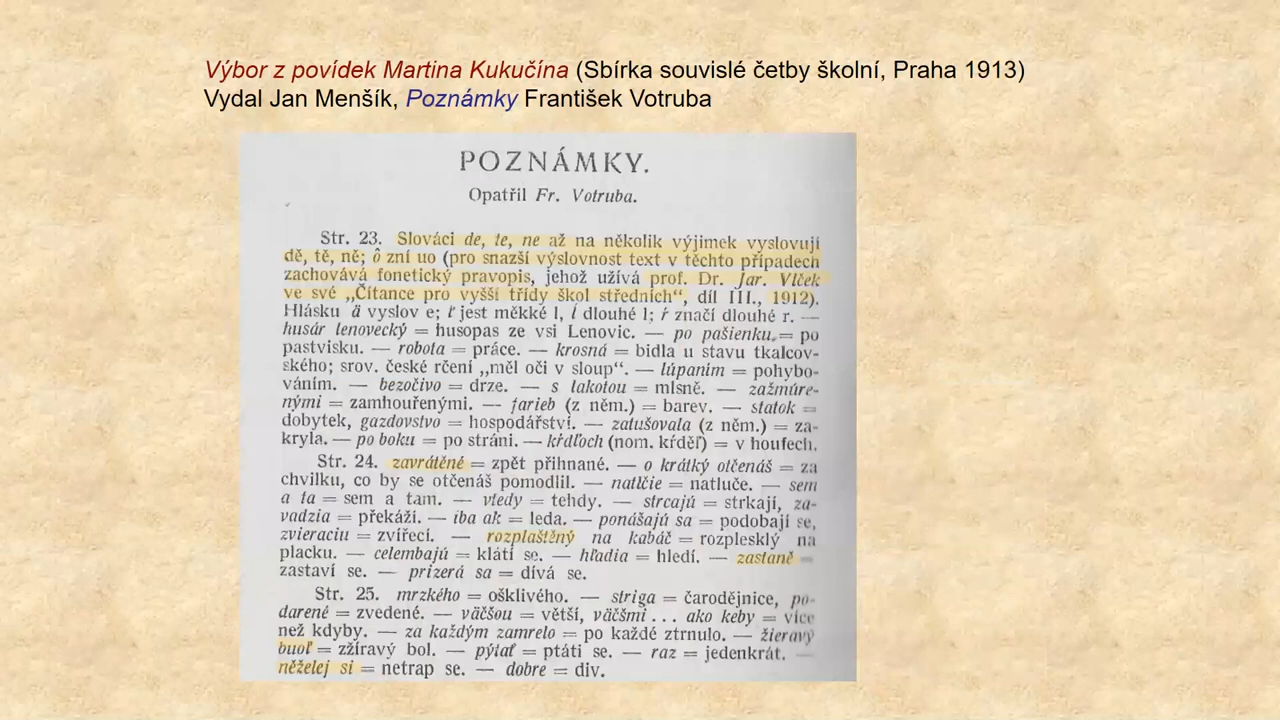 Výbor z povídek Martina Kukučína (Sbírka souvislé četby školní, Praha 1913)
Vydal Jan Menšík, Poznámky František Votruba
POZNÁMKY.
Opatřil Fr. Votruba.
Str. 23. Slováci de, te, ne až na několik výjimek vyslovují
dě, tě, ně; ô zní uo (pro snazší výslovnost text v těchto případech
zachovává fonetický pravopis, jehož užívá prof. Dr. Jar. Vlček
ve své „Čítance pro vyšší třídy škol středních“, díl III., 1912).
Hlásku ä vyslov e; ľ jest měkké l, ĺ dlouhé l; ŕ značí dlouhé r. —
husár lenovecký = husopas ze vsi Lenovic. — po pašienku = po
pastvisku. — robota = práce. — krosná = bidla u stavu tkalcov-
ského; srov. české rčení „měl oči v sloup“. — lúpaním = pohybo-
váním. — bezočivo = drze. — s lakotou = mlsně. — zažmúre-
nými = zamhouřenými. — farieb (z něm.) = barev. — statok =
dobytek, gazdovstvo = hospodářství. — zatušovala (z něm.) = za-
kryla. — po boku = po stráni. — kŕdľoch (nom. kŕděľ) = v houfech.
Str. 24. zavrátěné = zpět přihnané. — o krátký otčenáš = za
chvilku, co by se otčenáš pomodlil. — natlčie = natluče. — sem
a ta = sem a tam. — vtedy = tehdy. — strcajú = strkají, za-
vadzia = překáží. — iba ak = leda. — ponášajú sa = podobají se,
zvieraciu = zvířecí. — rozplaštěný na kabáč = rozplesklý na
placku. — celembajú = klátí se. — hľadia = hledí. — zastaně =
zastaví se. — prizerá sa = dívá se.
Str. 25. mrzkého = ošklivého. — striga = čarodějnice, po-
darené = zvedené. — väčšou = větší, väčšmi . . . ako keby = více
než kdyby. — za každým zamrelo = po každé ztrnulo. — žieravý
buoľ = zžíravý bol. — pýtať = ptáti se. — raz = jedenkrát. —
něželej si = netrap se. — dobre = div.